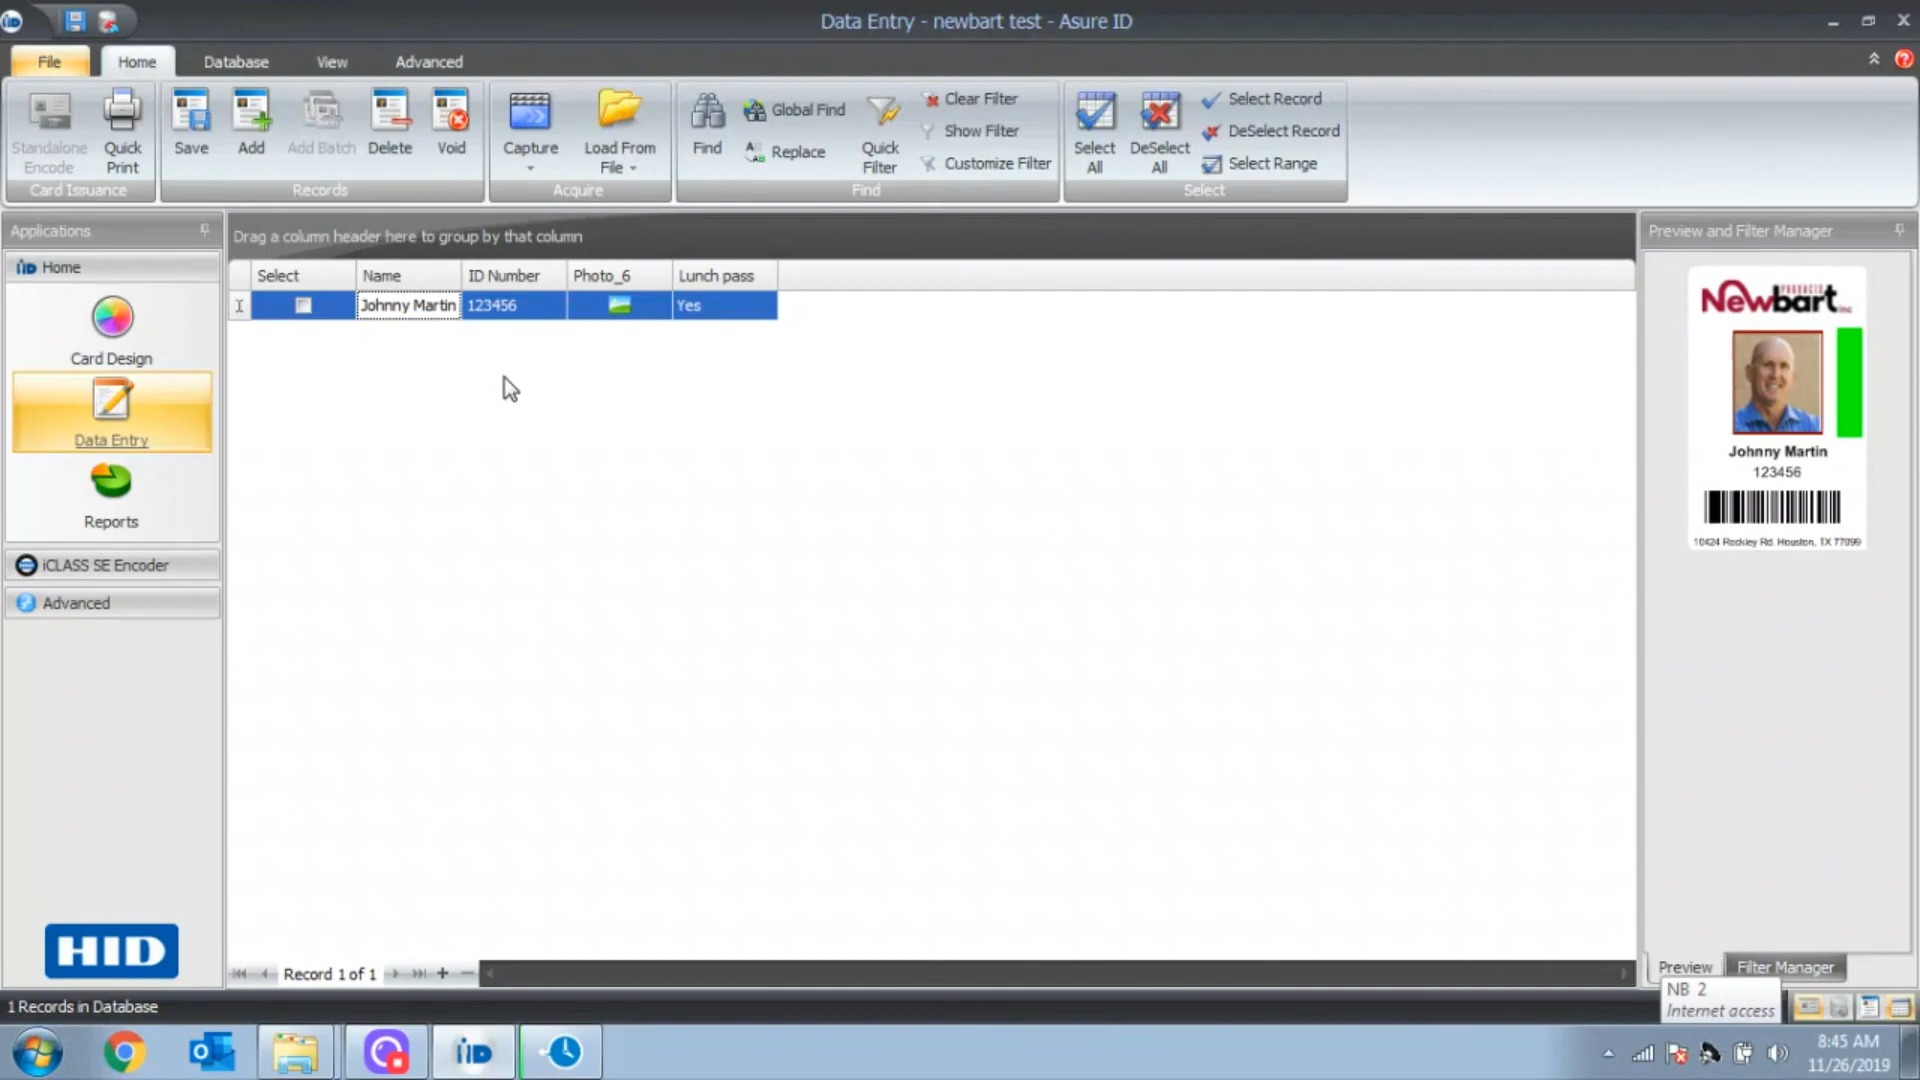 Data Entry - newbart test - Asure ID
File Home Database View Advanced
Standalone Encode
Quick Print
Card Issuance
Save
Add
Add Batch
Delete
Void
Records
Capture
Load From File
Acquire
Find
Global Find
Replace
Quick Filter
Clear Filter
Show Filter
Customize Filter
Find
Select All
DeSelect All
Select Record
DeSelect Record
Select Range
Select
Applications
iD Home
Card Design
Data Entry
Reports
iCLASS SE Encoder
Advanced
HID
Drag a column header here to group by that column
Select Name ID Number Photo_6 Lunch pass
Johnny Martin 123456 Yes
Record 1 of 1
Preview and Filter Manager
Newbart PRODUCTS inc
Johnny Martin
123456
10424 Rockley Rd. Houston, TX 77099
Preview Filter Manager
NB 2
Internet access
1 Records in Database
8:45 AM
11/26/2019